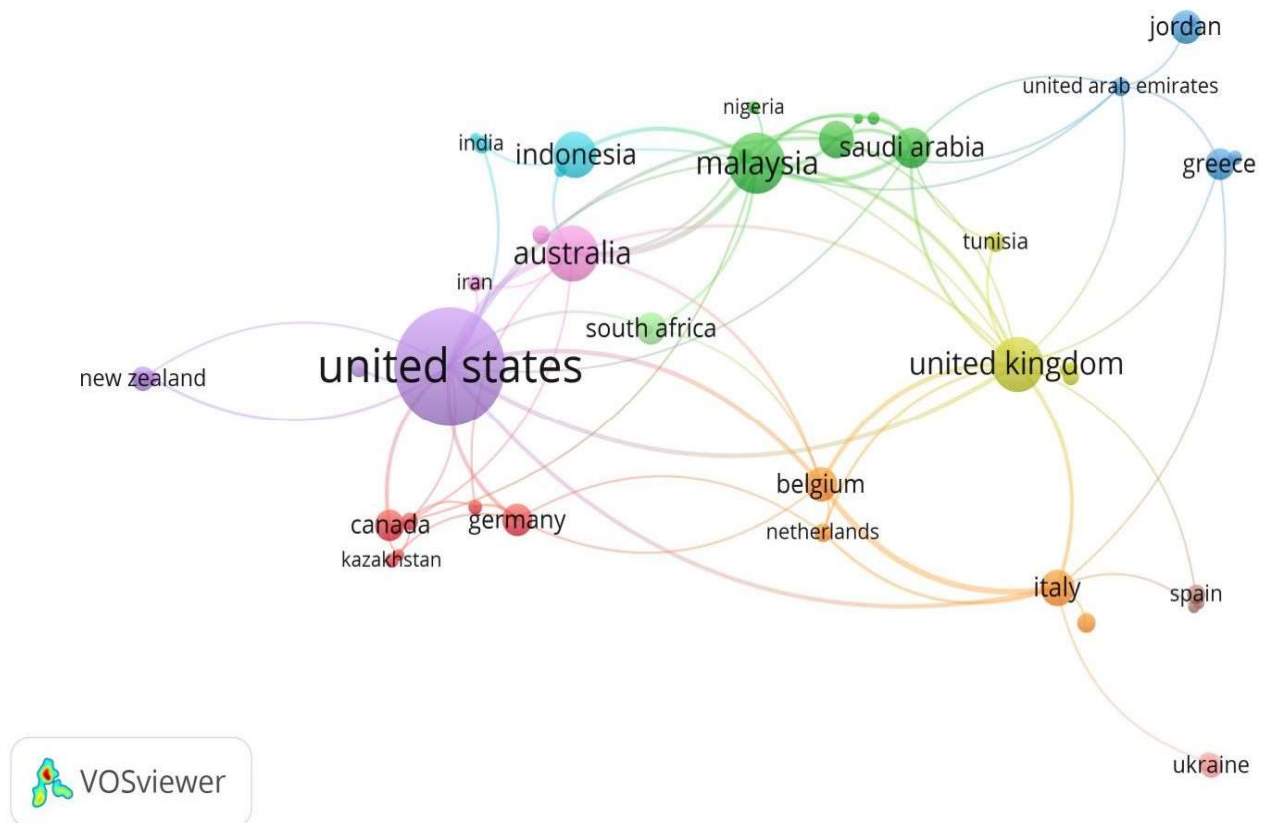 jordan
united arab emirates
nigeria
india
indonesia
malaysia
saudi arabia
greece
tunisia
australia
iran
south africa
united states
united kingdom
new zealand
belgium
canada
germany
netherlands
kazakhstan
italy
spain
ukraine
VOSviewer